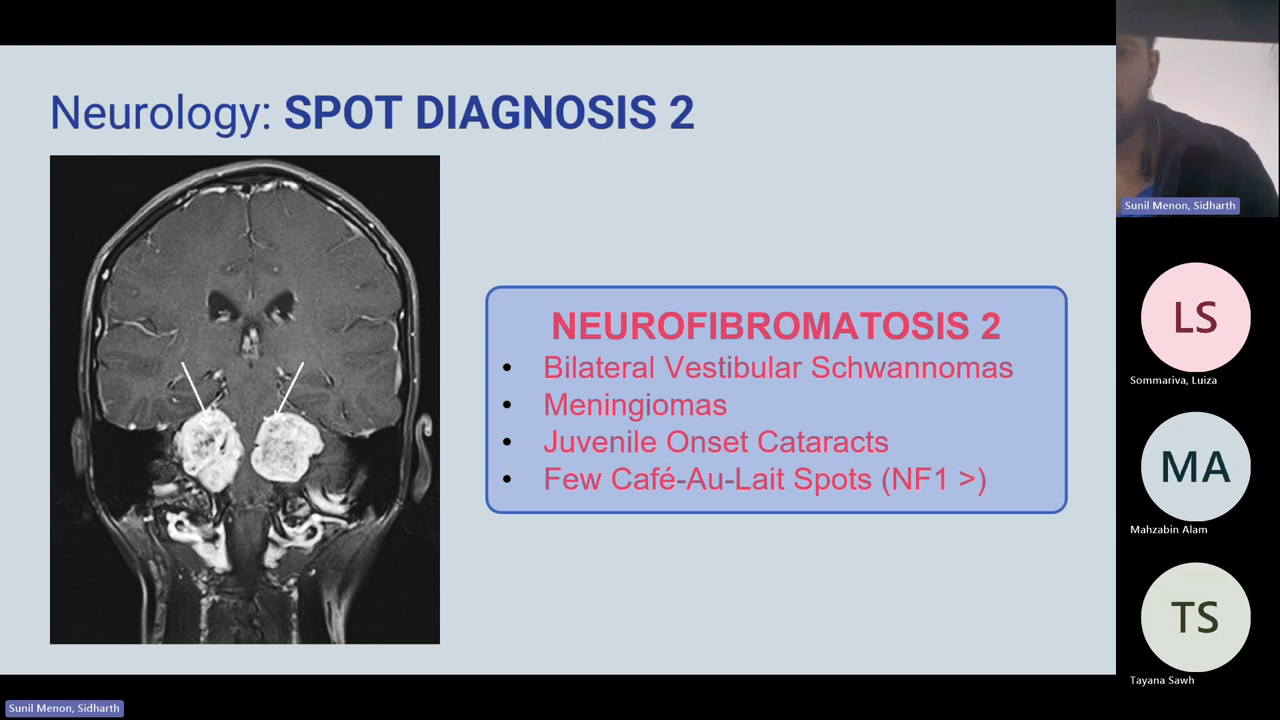 Neurology: SPOT DIAGNOSIS 2
NEUROFIBROMATOSIS 2
• Bilateral Vestibular Schwannomas
• Meningiomas
• Juvenile Onset Cataracts
• Few Café-Au-Lait Spots (NF1 >)
Sunil Menon, Sidharth
LS
Sommariva, Luiza
MA
Mahzabin Alam
TS
Tayana Sawh
Sunil Menon, Sidharth